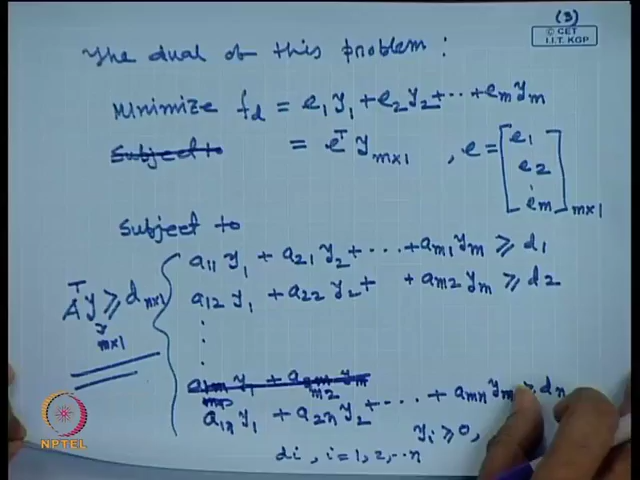 (3)
© CET
I.I.T. KGP
The dual of this problem :
Minimize f_d = e_1 y_1 + e_2 y_2 + ·· + e_m y_m
Subject to = e^T y_{m×1} , e = [e_1 e_2 ⋮ e_m]_{m×1}
Subject to
a_11 y_1 + a_21 y_2 + ··· + a_m1 y_m ≥ d_1
a_12 y_1 + a_22 y_2 + + a_m2 y_m ≥ d_2
A^T y_{m×1} ≥ d_{n×1}
⋮
a_1n y_1 + a_2n y_2 + ···· + a_mn y_m ≥ d_n
y_i ≥ 0,
di , i = 1, 2, ·· n
NPTEL